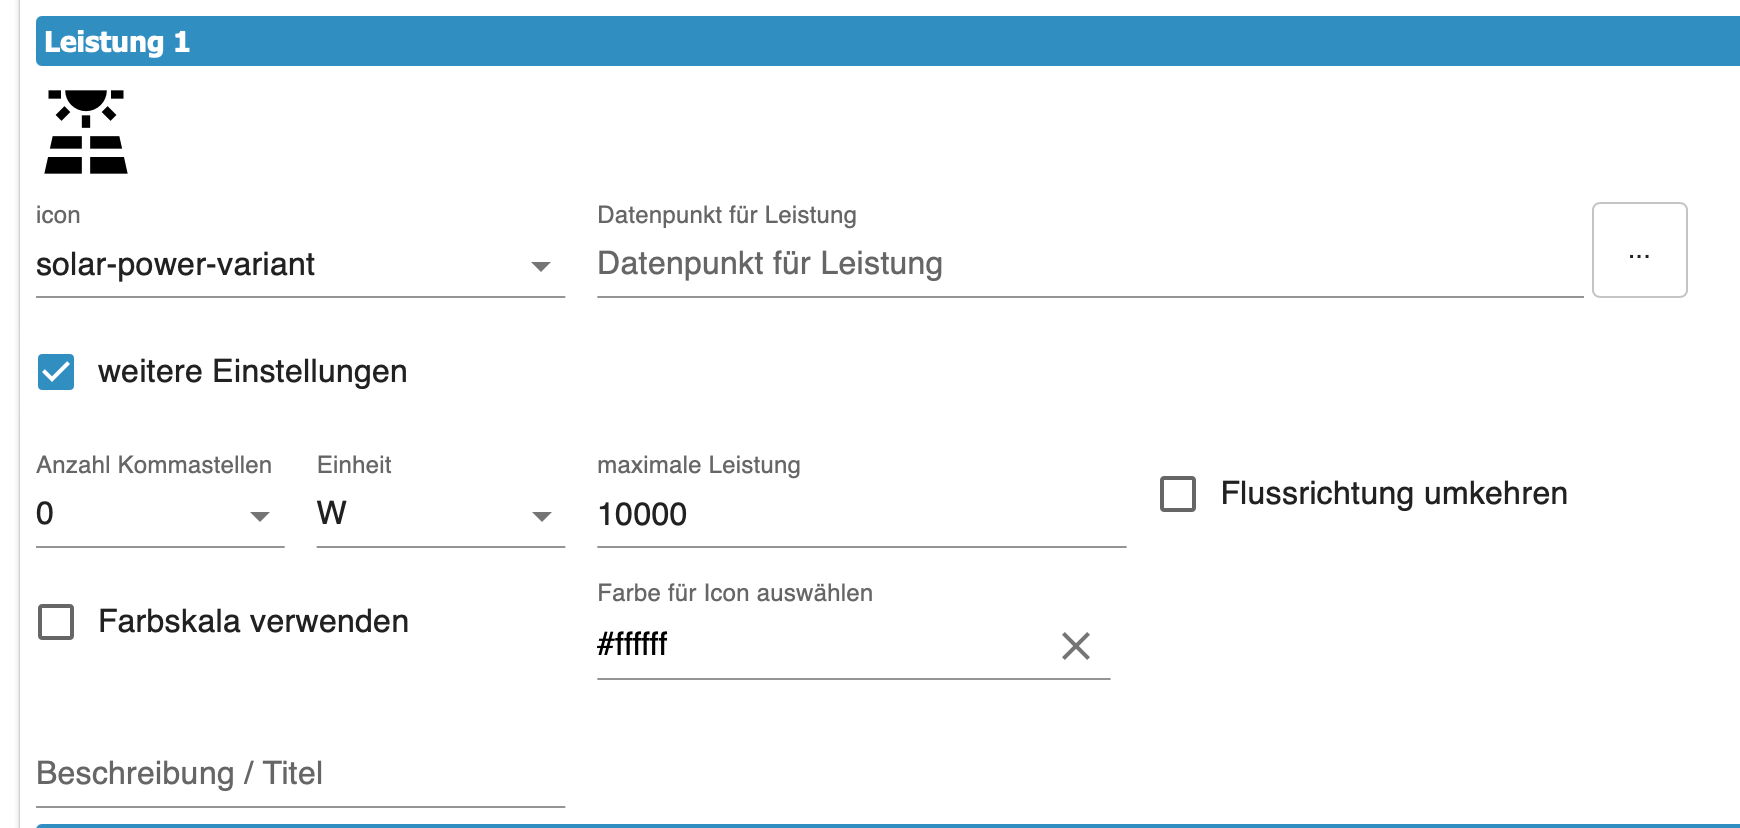 Leistung 1
icon
Datenpunkt für Leistung
solar-power-variant
Datenpunkt für Leistung
...
weitere Einstellungen
Anzahl Kommastellen
Einheit
maximale Leistung
0
W
10000
Flussrichtung umkehren
Farbskala verwenden
Farbe für Icon auswählen
#ffffff
Beschreibung / Titel